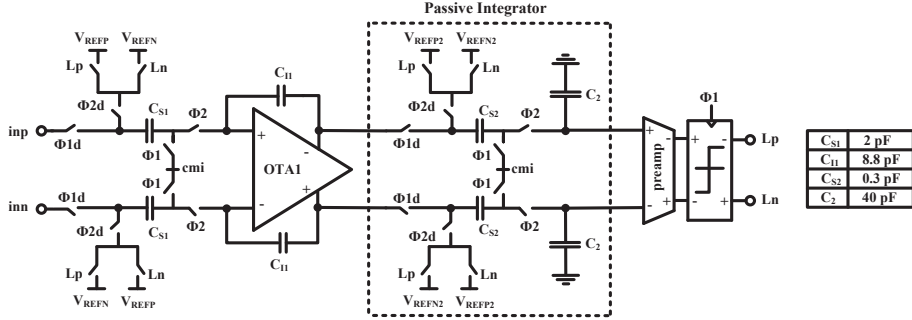 Passive Integrator
VREFP VREFN
Lp Ln
Φ2d
CS1
Φ2
inp
Φ1d
Φ1
cmi
Φ1
inn
Φ1d
CS1
Φ2
Φ2d
Lp Ln
VREFN VREFP
CI1
+ -
OTA1
- +
CI1
VREFP2 VREFN2
Lp Ln
Φ2d
CS2
Φ2
Φ1d
Φ1
cmi
Φ1
Φ1d
CS2
Φ2
Φ2d
Lp Ln
VREFN2 VREFP2
C2
C2
+ -
preamp
- +
Φ1
+ -
- +
Lp
Ln
CS1 2 pF
CI1 8.8 pF
CS2 0.3 pF
C2 40 pF